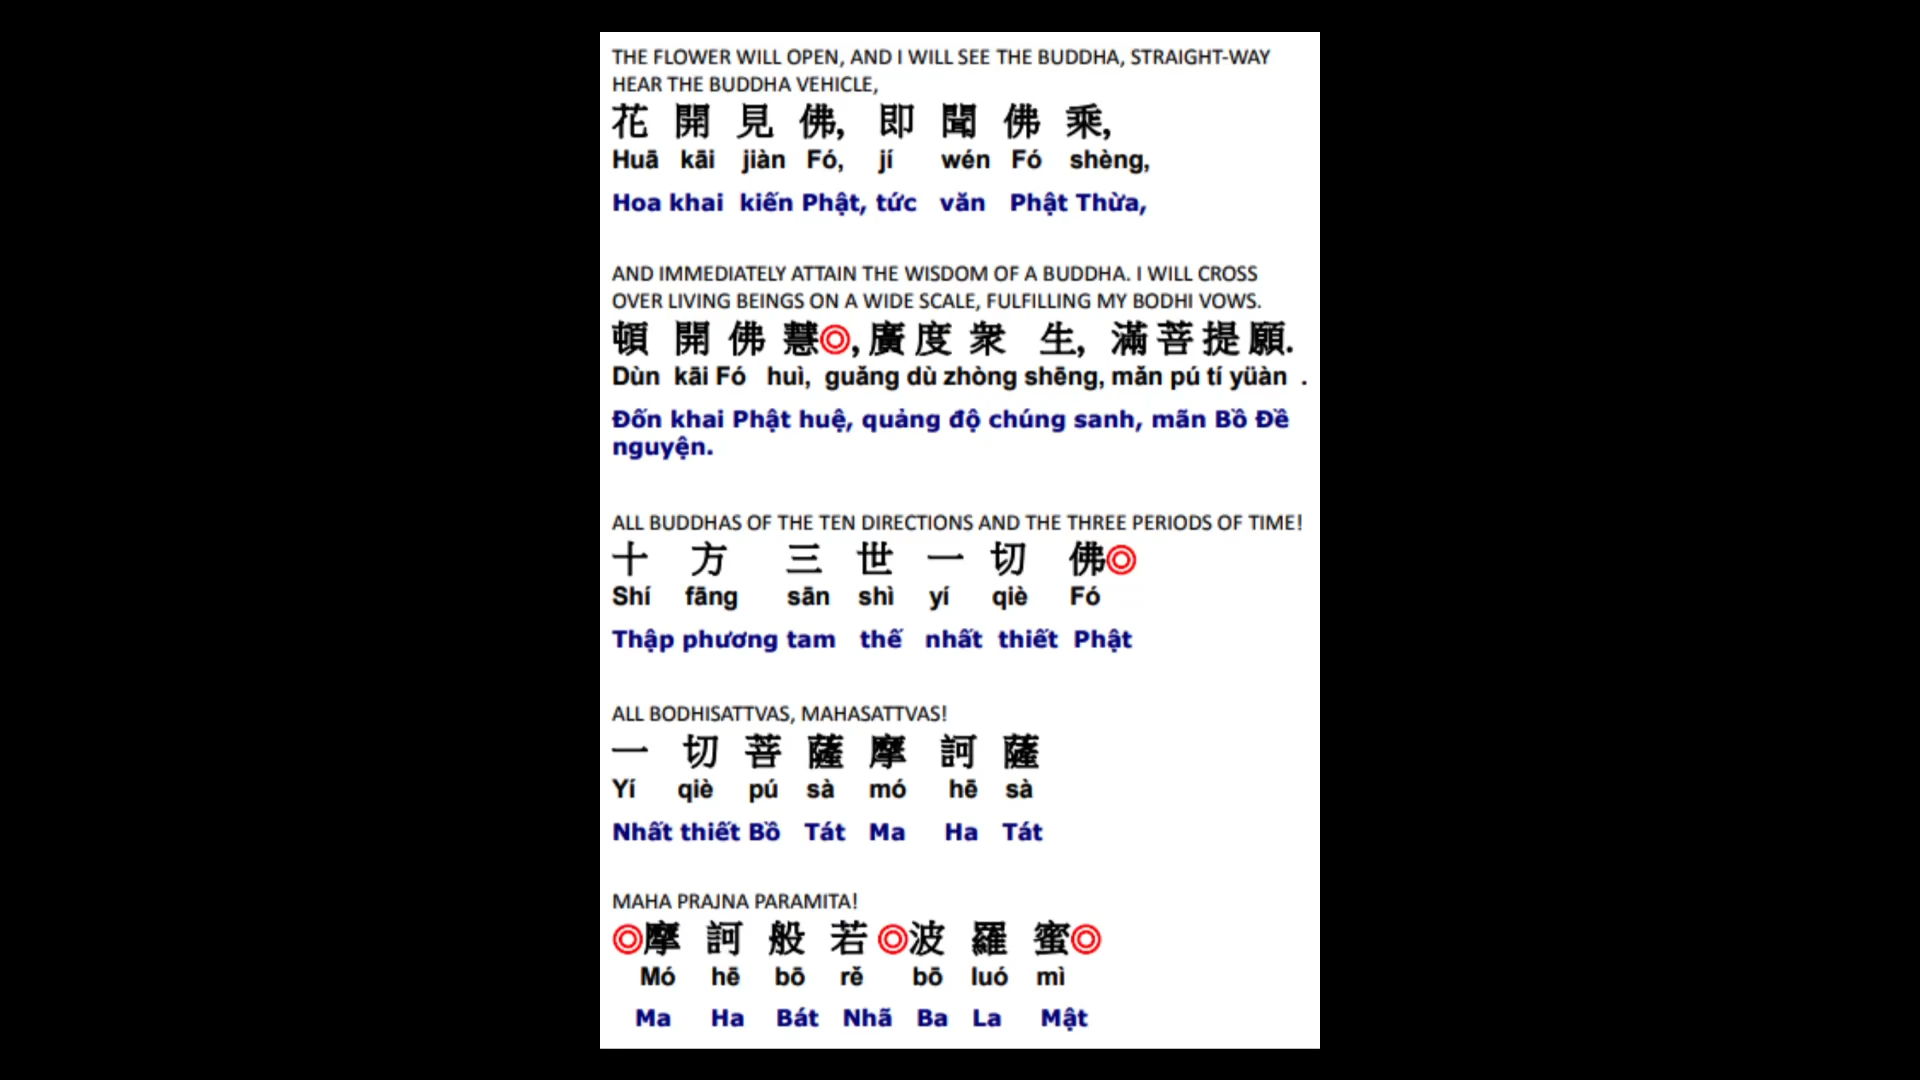 THE FLOWER WILL OPEN, AND I WILL SEE THE BUDDHA, STRAIGHT-WAY
HEAR THE BUDDHA VEHICLE,
花 開 見 佛, 即 聞 佛 乘,
Huā kāi jiàn Fó, jí wén Fó shèng,
Hoa khai kiến Phật, tức văn Phật Thừa,
AND IMMEDIATELY ATTAIN THE WISDOM OF A BUDDHA. I WILL CROSS
OVER LIVING BEINGS ON A WIDE SCALE, FULFILLING MY BODHI VOWS.
頓 開 佛 慧◎, 廣 度 衆 生, 滿 菩 提 願.
Dùn kāi Fó huì, guǎng dù zhòng shēng, mǎn pú tí yüàn .
Đốn khai Phật huệ, quảng độ chúng sanh, mãn Bồ Đề
nguyện.
ALL BUDDHAS OF THE TEN DIRECTIONS AND THE THREE PERIODS OF TIME!
十 方 三 世 一 切 佛◎
Shí fāng sān shì yí qiè Fó
Thập phương tam thế nhất thiết Phật
ALL BODHISATTVAS, MAHASATTVAS!
一 切 菩 薩 摩 訶 薩
Yí qiè pú sà mó hē sà
Nhất thiết Bồ Tát Ma Ha Tát
MAHA PRAJNA PARAMITA!
◎摩 訶 般 若 ◎波 羅 蜜◎
Mó hē bō rě bō luó mì
Ma Ha Bát Nhã Ba La Mật